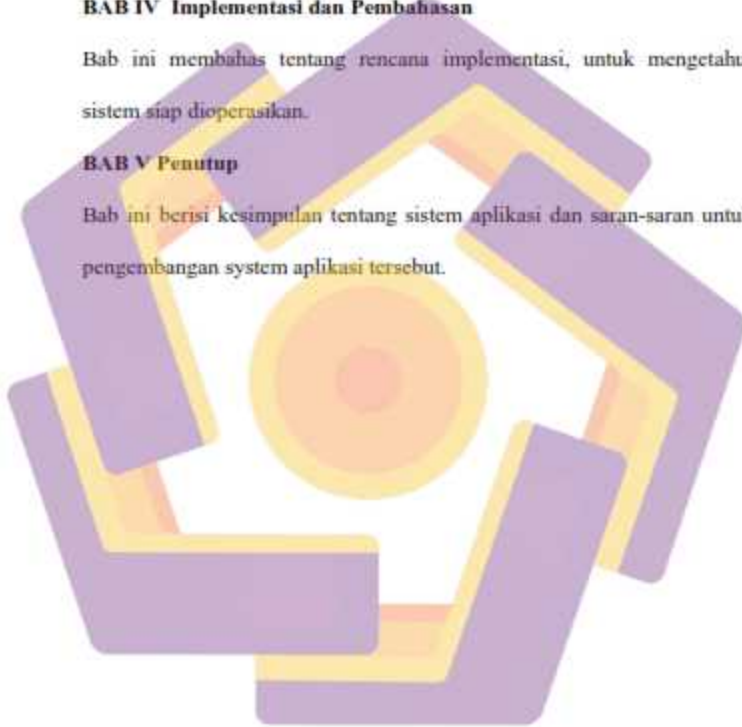 BAB IV Implementasi dan Pembahasan
Bab ini membahas tentang rencana implementasi, untuk mengetahu
sistem siap dioperasikan.
BAB V Penutup
Bab ini berisi kesimpulan tentang sistem aplikasi dan saran-saran untu
pengembangan system aplikasi tersebut.